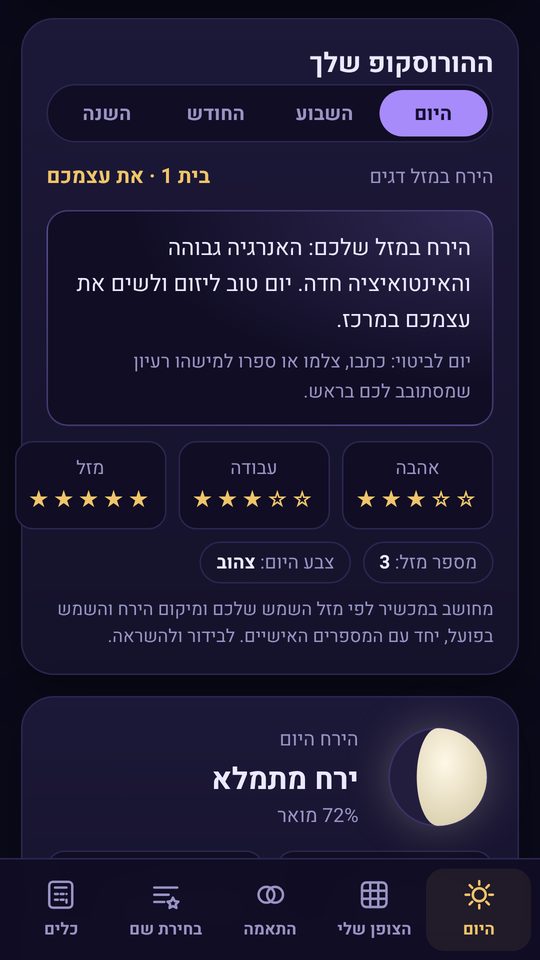 ההורוסקופ שלך
היום
השבוע
החודש
השנה
הירח במזל דגים
בית 1 · את עצמכם
הירח במזל שלכם: האנרגיה גבוהה
והאינטואיציה חדה. יום טוב ליזום ולשים את
עצמכם במרכז.
יום לביטוי: כתבו, צלמו או ספרו למישהו רעיון
שמסתובב לכם בראש.
אהבה
★★★☆☆
עבודה
★★★☆☆
מזל
★★★★★
מספר מזל: 3
צבע היום: צהוב
מחושב במכשיר לפי מזל השמש שלכם ומיקום הירח והשמש
בפועל, יחד עם המספרים האישיים. לבידור ולהשראה.
הירח היום
ירח מתמלא
72% מואר
היום
הצופן שלי
התאמה
בחירת שם
כלים